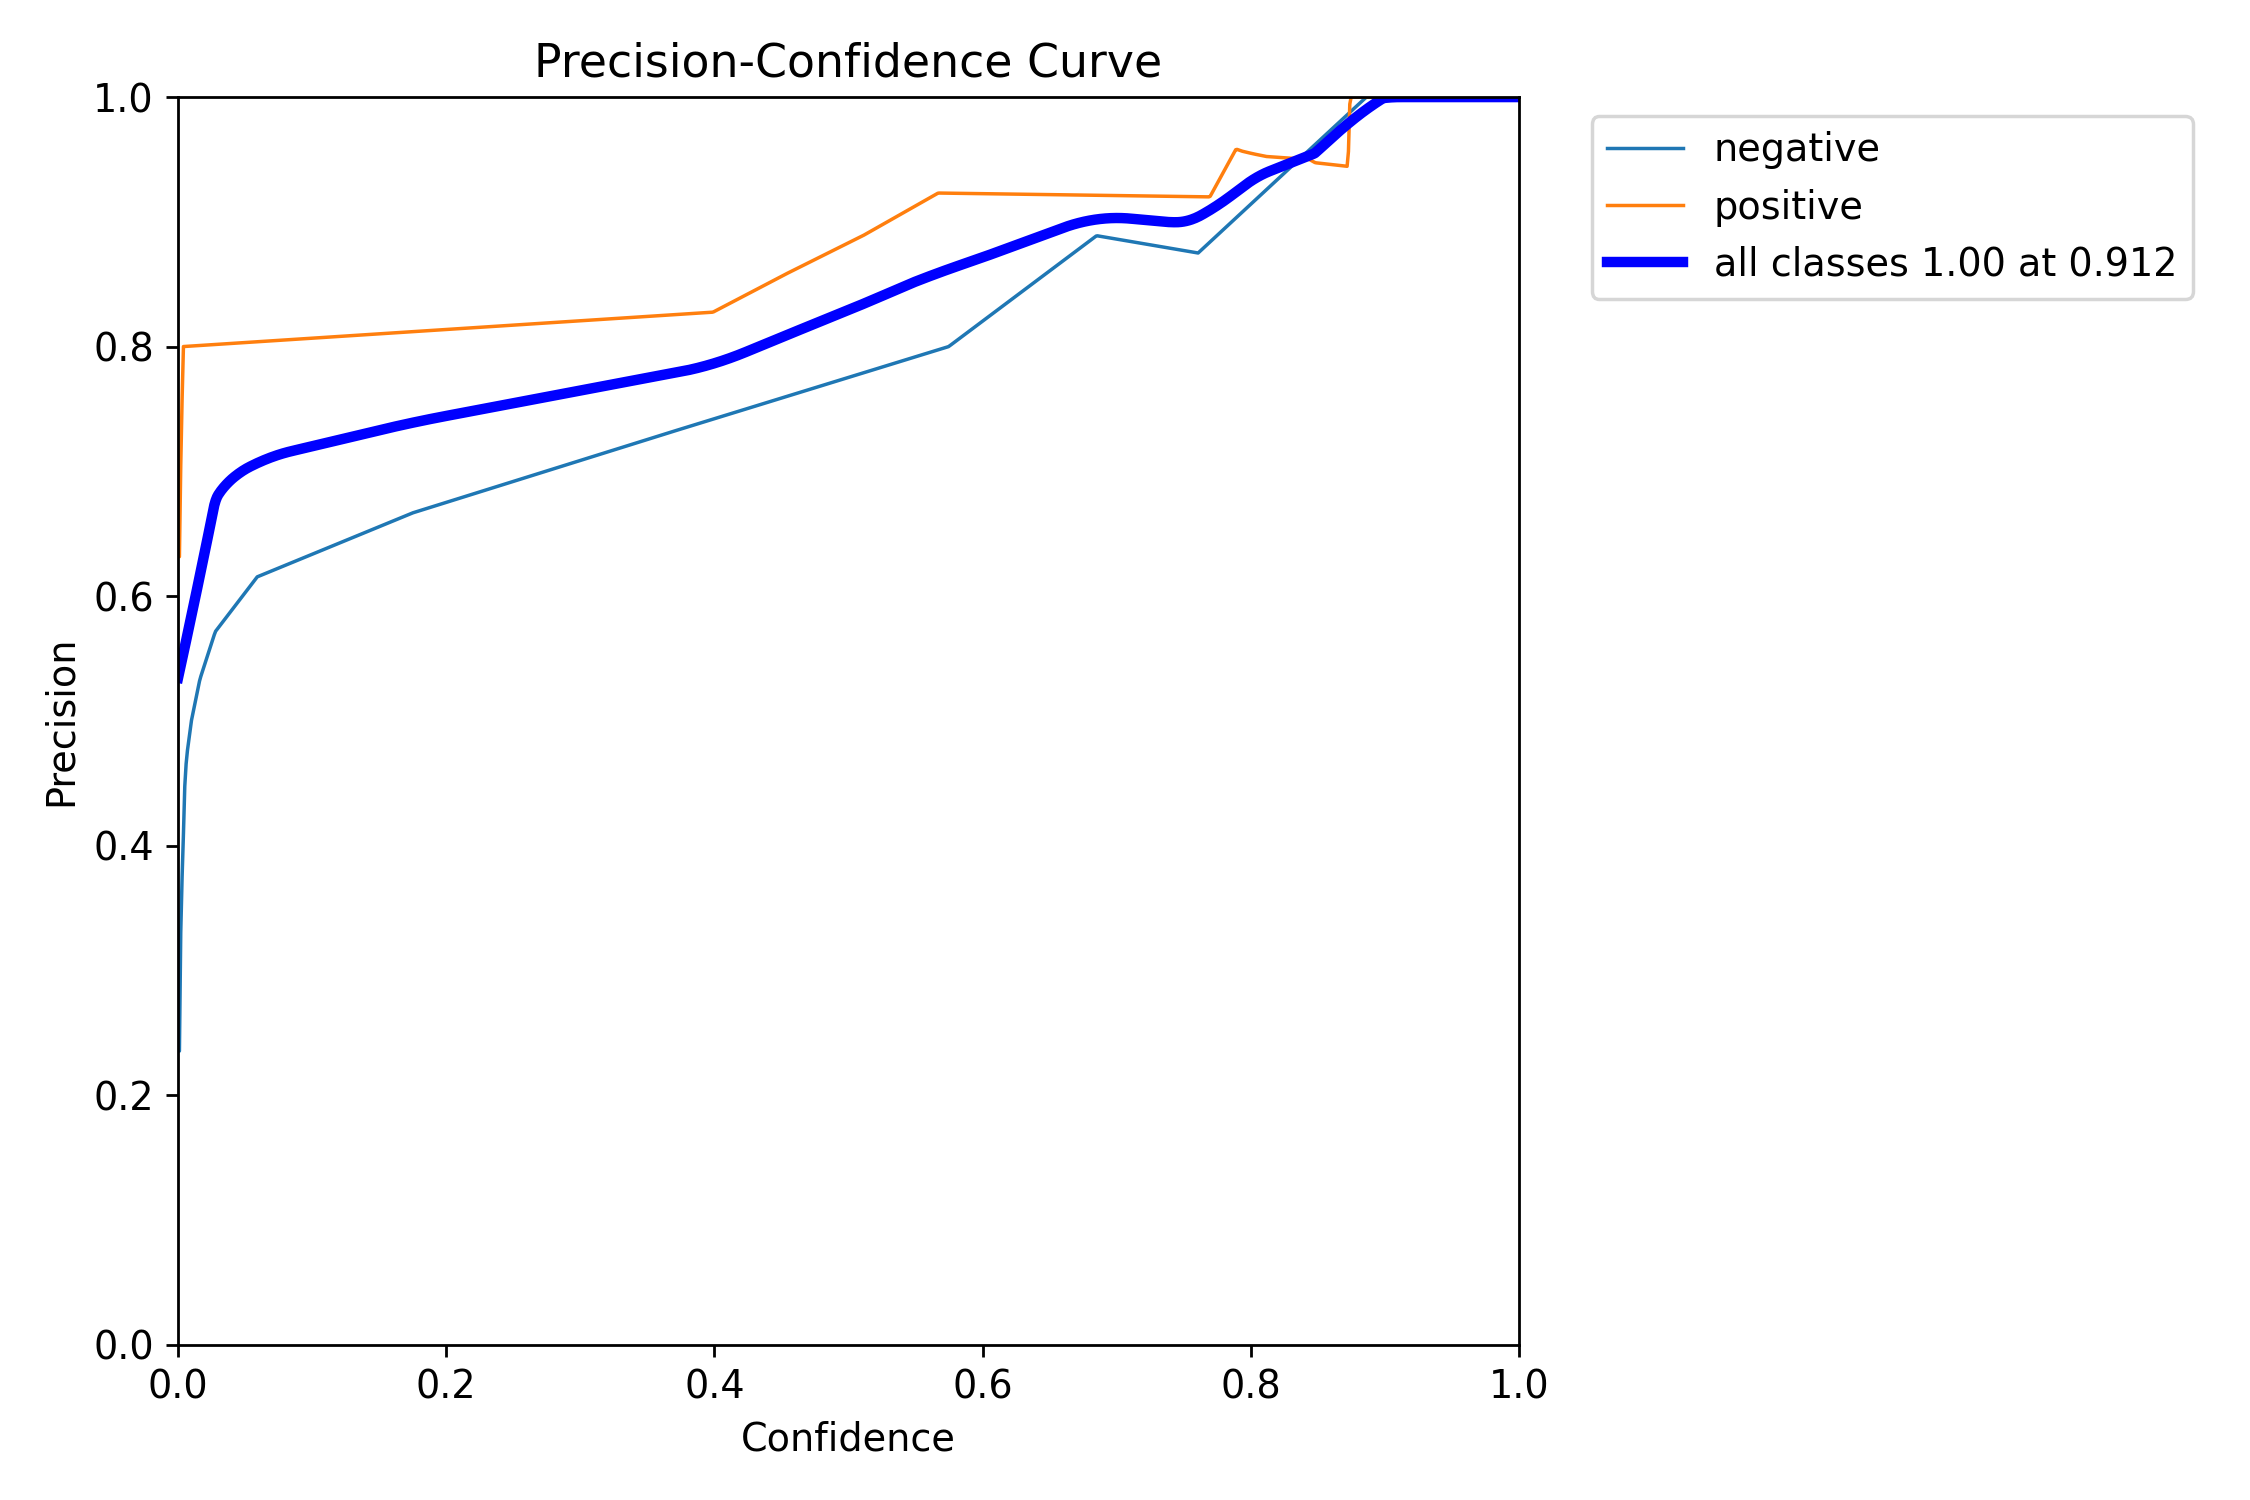 Precision-Confidence Curve
1.0
0.8
0.6
0.4
0.2
0.0
Precision
0.0 0.2 0.4 0.6 0.8 1.0
Confidence
negative
positive
all classes 1.00 at 0.912